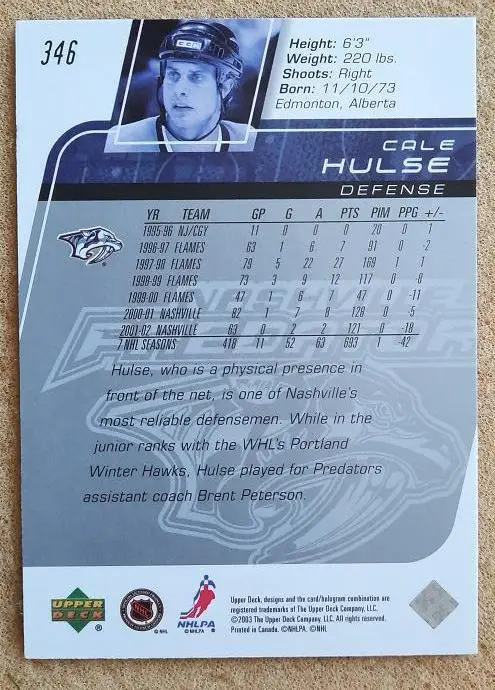 346
Height: 6'3"
Weight: 220 lbs.
Shoots: Right
Born: 11/10/73
Edmonton, Alberta
CALE
HULSE
DEFENSE
YR TEAM GP G A PTS PIM PPG +/-
1995-96 NJ/CGY 11 0 0 0 20 0 1
1996-97 FLAMES 63 1 6 7 91 0 -2
1997-98 FLAMES 79 5 22 27 169 1 1
1998-99 FLAMES 73 3 9 12 117 0 -8
1999-00 FLAMES 47 1 6 7 47 0 -11
2000-01 NASHVILLE 82 1 7 8 128 0 -5
2001-02 NASHVILLE 63 0 2 2 121 0 -18
7 NHL SEASONS 418 11 52 63 693 1 -42
Hulse, who is a physical presence in
front of the net, is one of Nashville's
most reliable defensemen. While in the
junior ranks with the WHL's Portland
Winter Hawks, Hulse played for Predators
assistant coach Brent Peterson.
UPPER
DECK
®
NHL
© NHL
NHLPA
© NHLPA
Upper Deck, designs and the card/hologram combination are
registered trademarks of The Upper Deck Company, LLC.
©2003 The Upper Deck Company, LLC. All rights reserved.
Printed in Canada. ©NHLPA. ©NHL